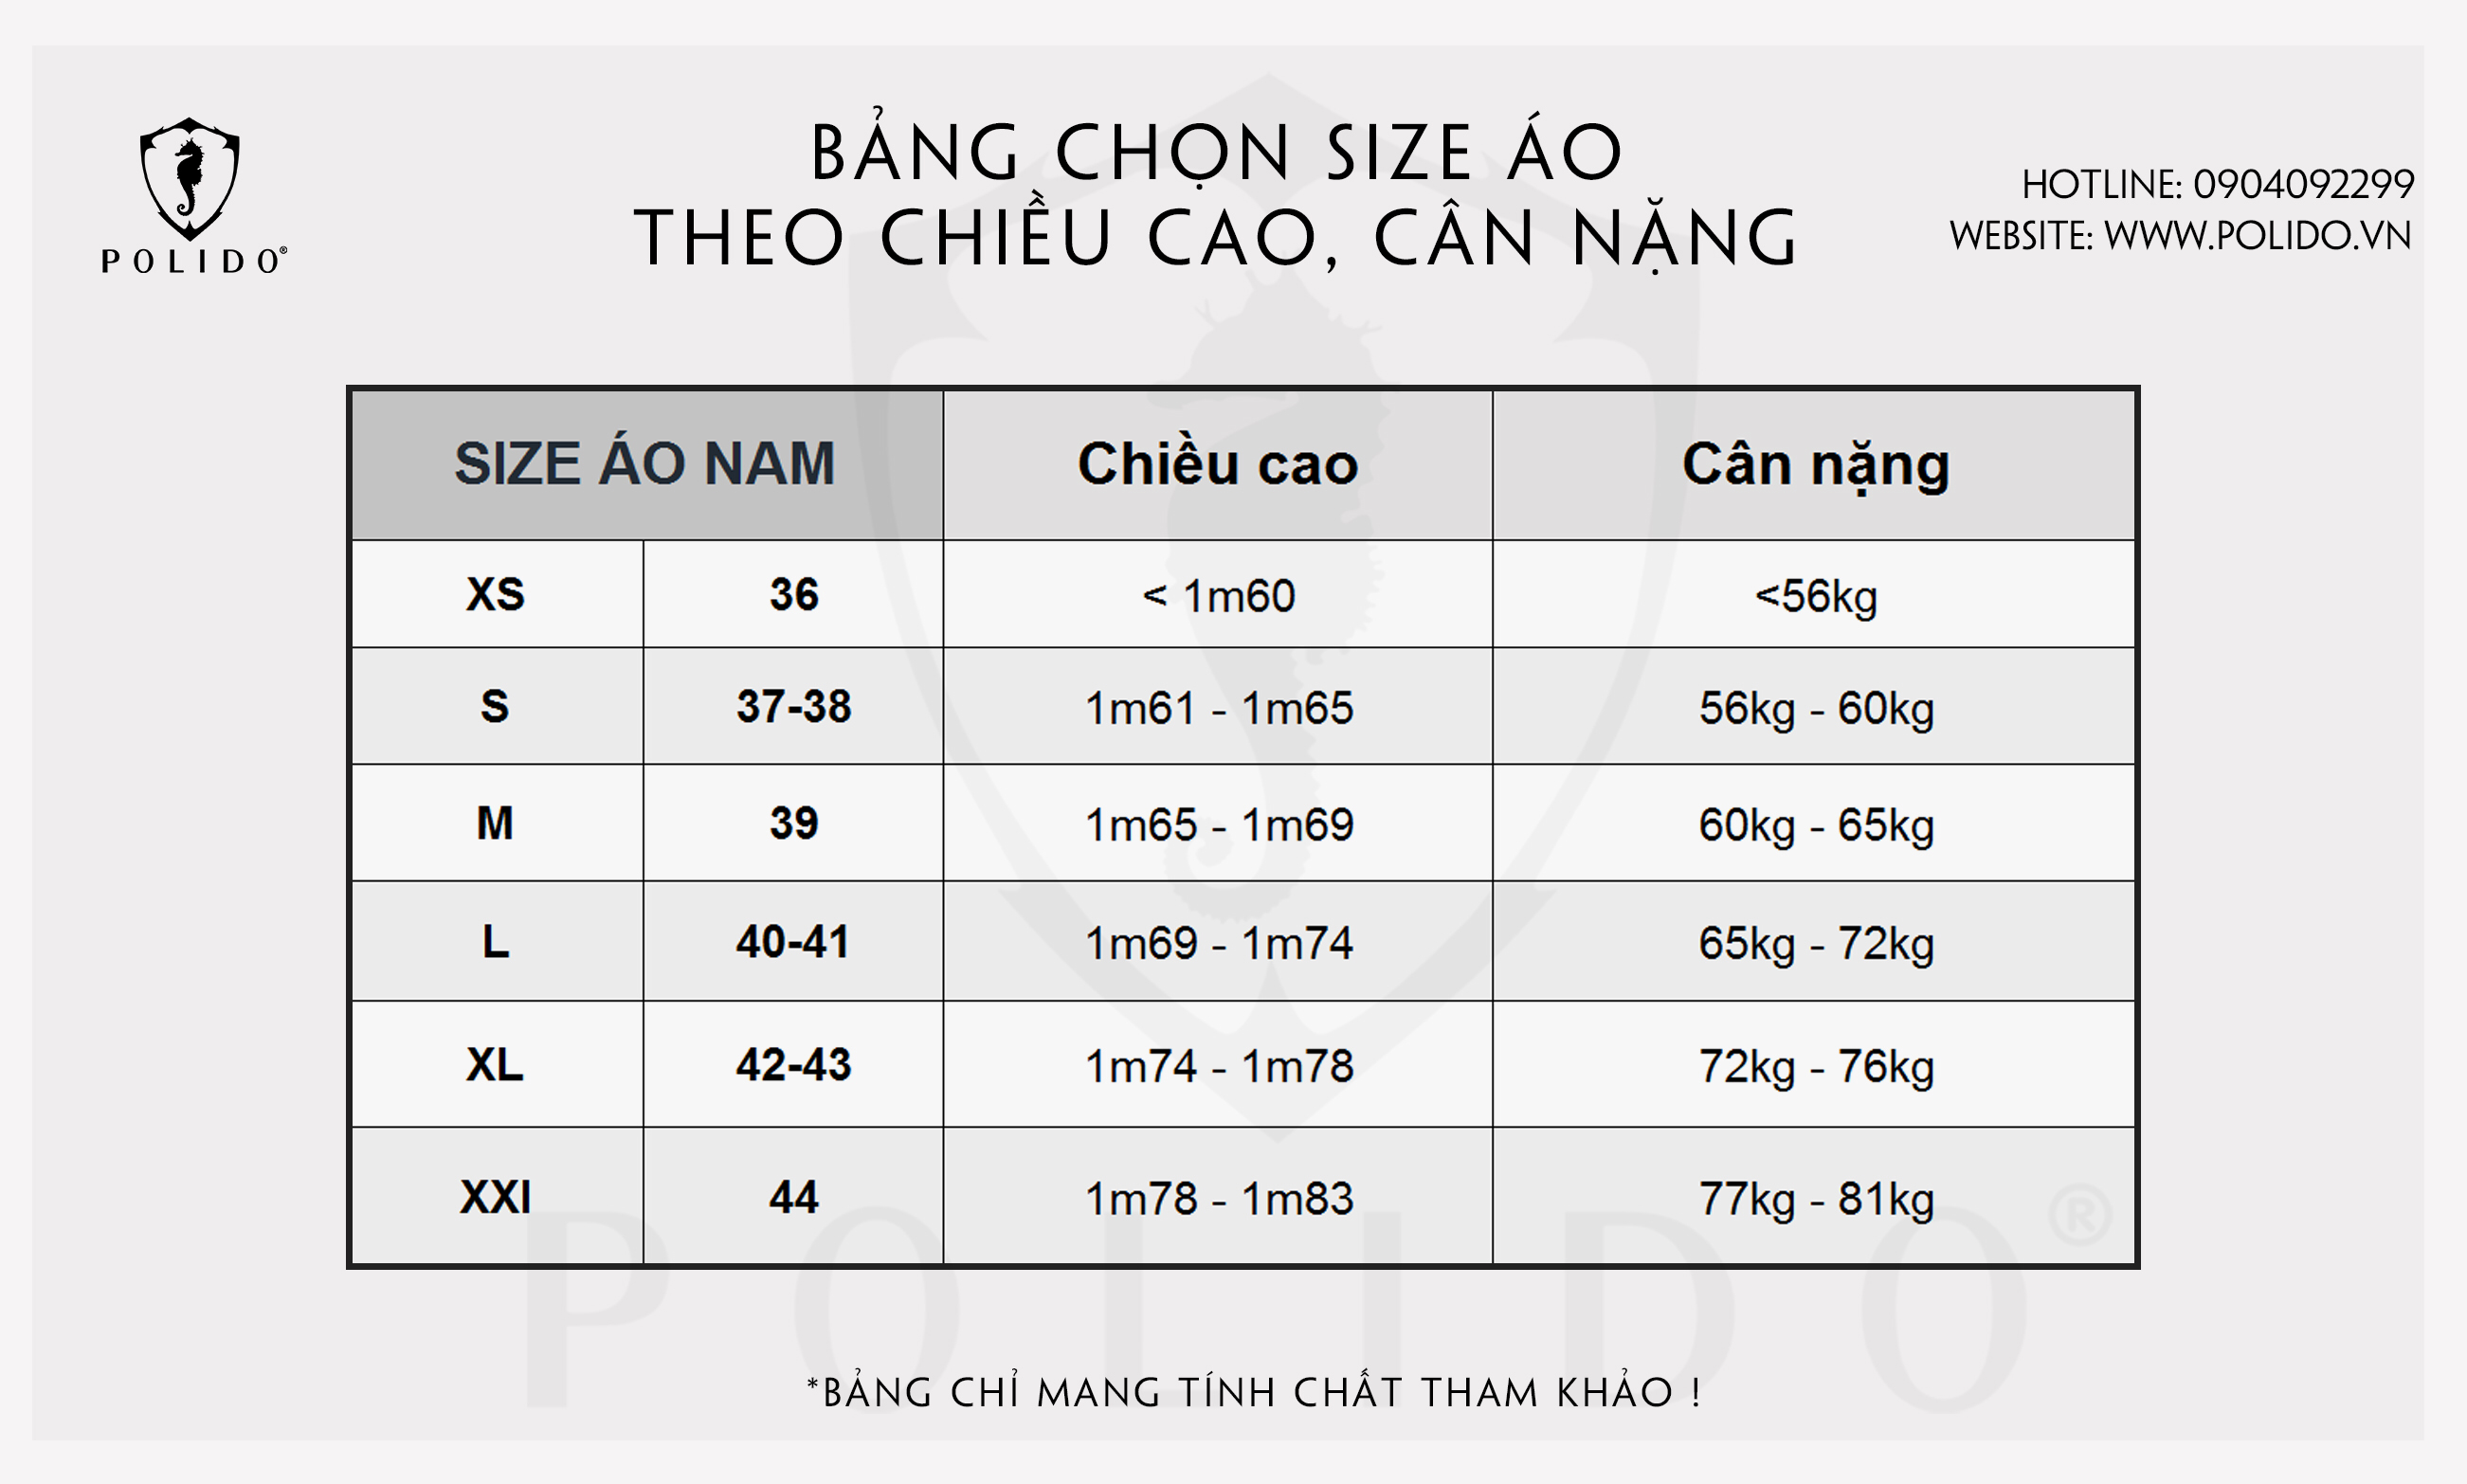 POLIDO®
BẢNG CHỌN SIZE ÁO
THEO CHIỀU CAO, CÂN NẶNG
HOTLINE: 0904092299
WEBSITE: WWW.POLIDO.VN
SIZE ÁO NAM Chiều cao Cân nặng
XS 36 < 1m60 <56kg
S 37-38 1m61 - 1m65 56kg - 60kg
M 39 1m65 - 1m69 60kg - 65kg
L 40-41 1m69 - 1m74 65kg - 72kg
XL 42-43 1m74 - 1m78 72kg - 76kg
XXl 44 1m78 - 1m83 77kg - 81kg
POLIDO®
*BẢNG CHỈ MANG TÍNH CHẤT THAM KHẢO !